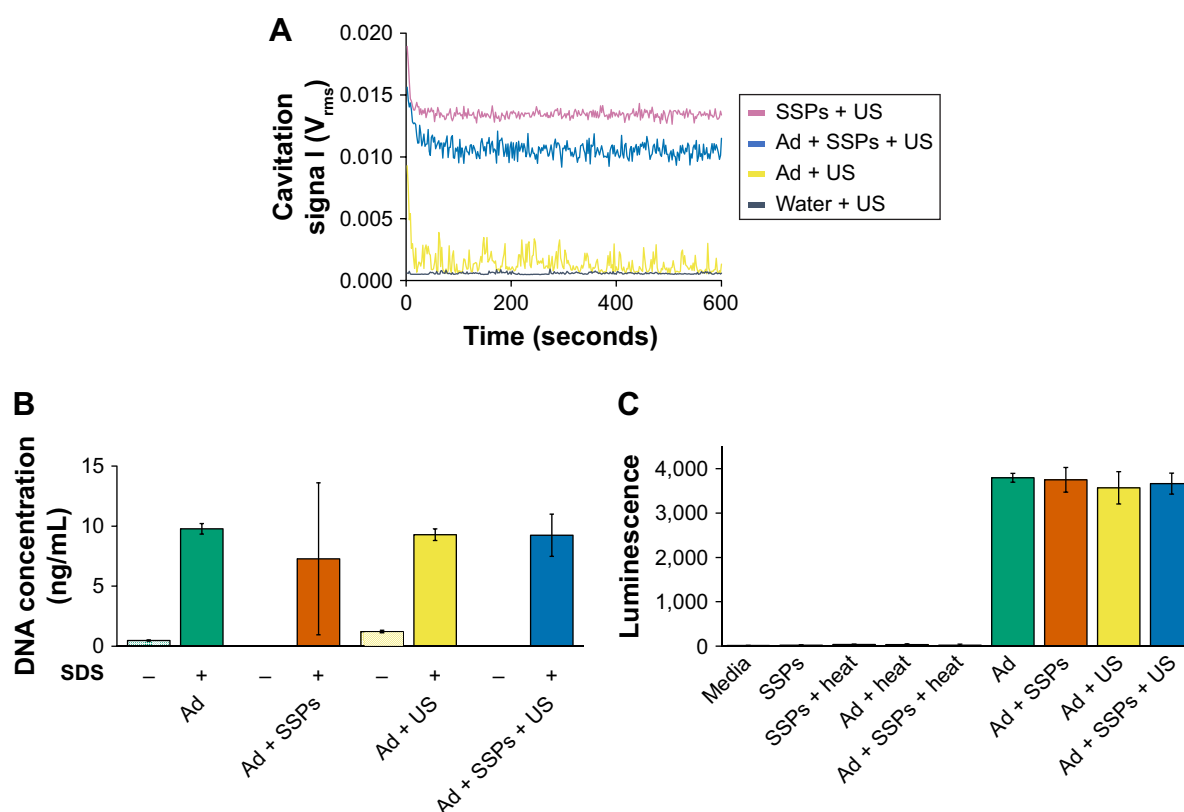 A
Cavitation
signa l (Vrms)
0.020
0.015
0.010
0.005
0.000
0
200
400
600
Time (seconds)
SSPs + US
Ad + SSPs + US
Ad + US
Water + US
B
DNA concentration
(ng/mL)
15
10
5
0
SDS – + – + – + – +
Ad
Ad + SSPs
Ad + US
Ad + SSPs + US
C
Luminescence
4,000
3,000
2,000
1,000
0
Media
SSPs
SSPs + heat
Ad + heat
Ad + SSPs + heat
Ad
Ad + SSPs
Ad + US
Ad + SSPs + US